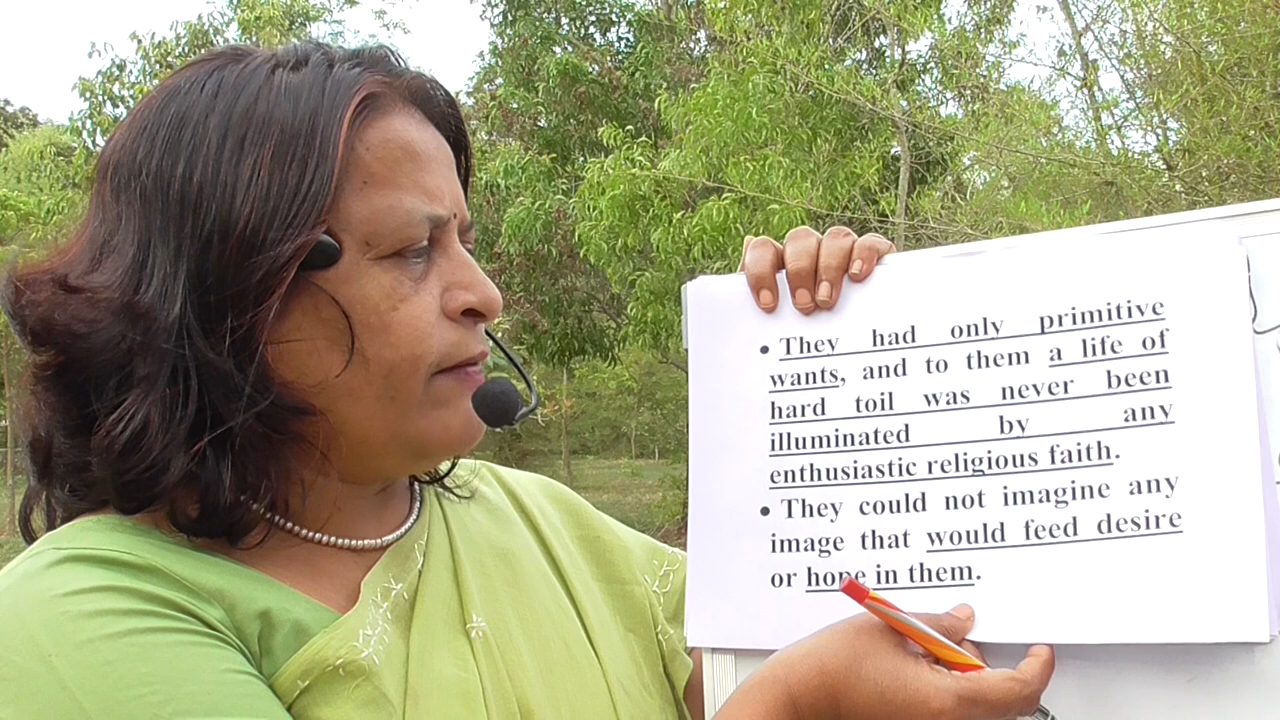 • They had only primitive
wants, and to them a life of
hard toil was never been
illuminated by any
enthusiastic religious faith.
• They could not imagine any
image that would feed desire
or hope in them.